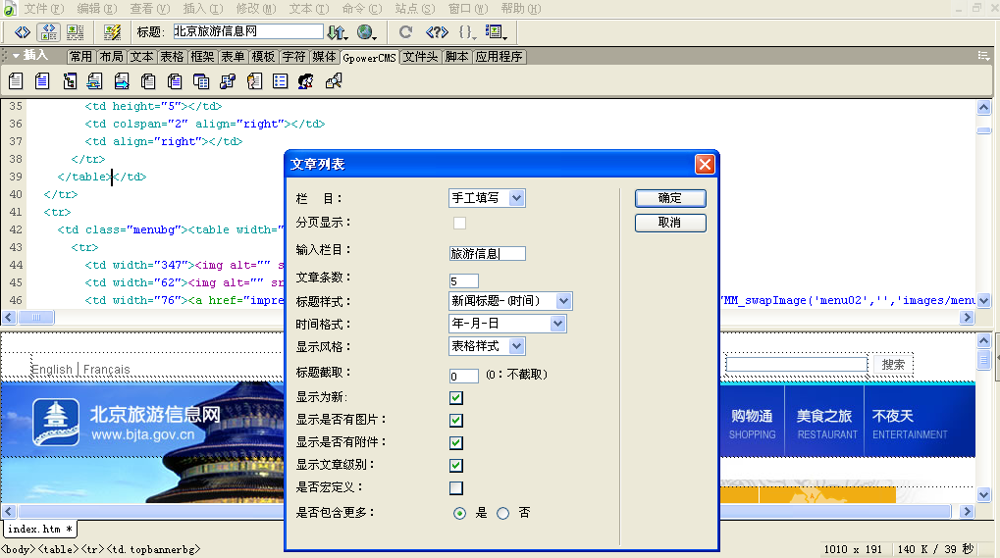 文件(F) 编辑(E) 查看(V) 插入(I) 修改(M) 文本(T) 命令(C) 站点(S) 窗口(W) 帮助(H)
标题: 北京旅游信息网
插入 常用 布局 文本 表格 框架 表单 模板 字符 媒体 GpowerCMS 文件头 脚本 应用程序
35 <td height="5"></td>
36 <td colspan="2" align="right"></td>
37 <td align="right"></td>
38 </tr>
39 </table></td>
40 </tr>
41 <tr>
42 <td class="menubg"><table width="
43 <tr>
44 <td width="347"><img alt="" s
45 <td width="62"><img alt="" sr
46 <td width="76"><a href="impre
MM_swapImage('menu02','','images/menu
文章列表
栏 目： 手工填写 确定
分页显示： 取消
输入栏目： 旅游信息
文章条数： 5
标题样式： 新闻标题-(时间)
时间格式： 年-月-日
显示风格： 表格样式
标题截取： 0 (0：不截取)
显示为新:
显示是否有图片：
显示是否有附件：
显示文章级别：
是否宏定义：
是否包含更多： 是 否
English | Français
搜索
北京旅游信息网
www.bjta.gov.cn
购物通 美食之旅 不夜天
SHOPPING RESTAURANT ENTERTAINMENT
index.htm *
<body> <table> <tr> <td.topbannerbg>
1010 x 191 140 K / 39 秒